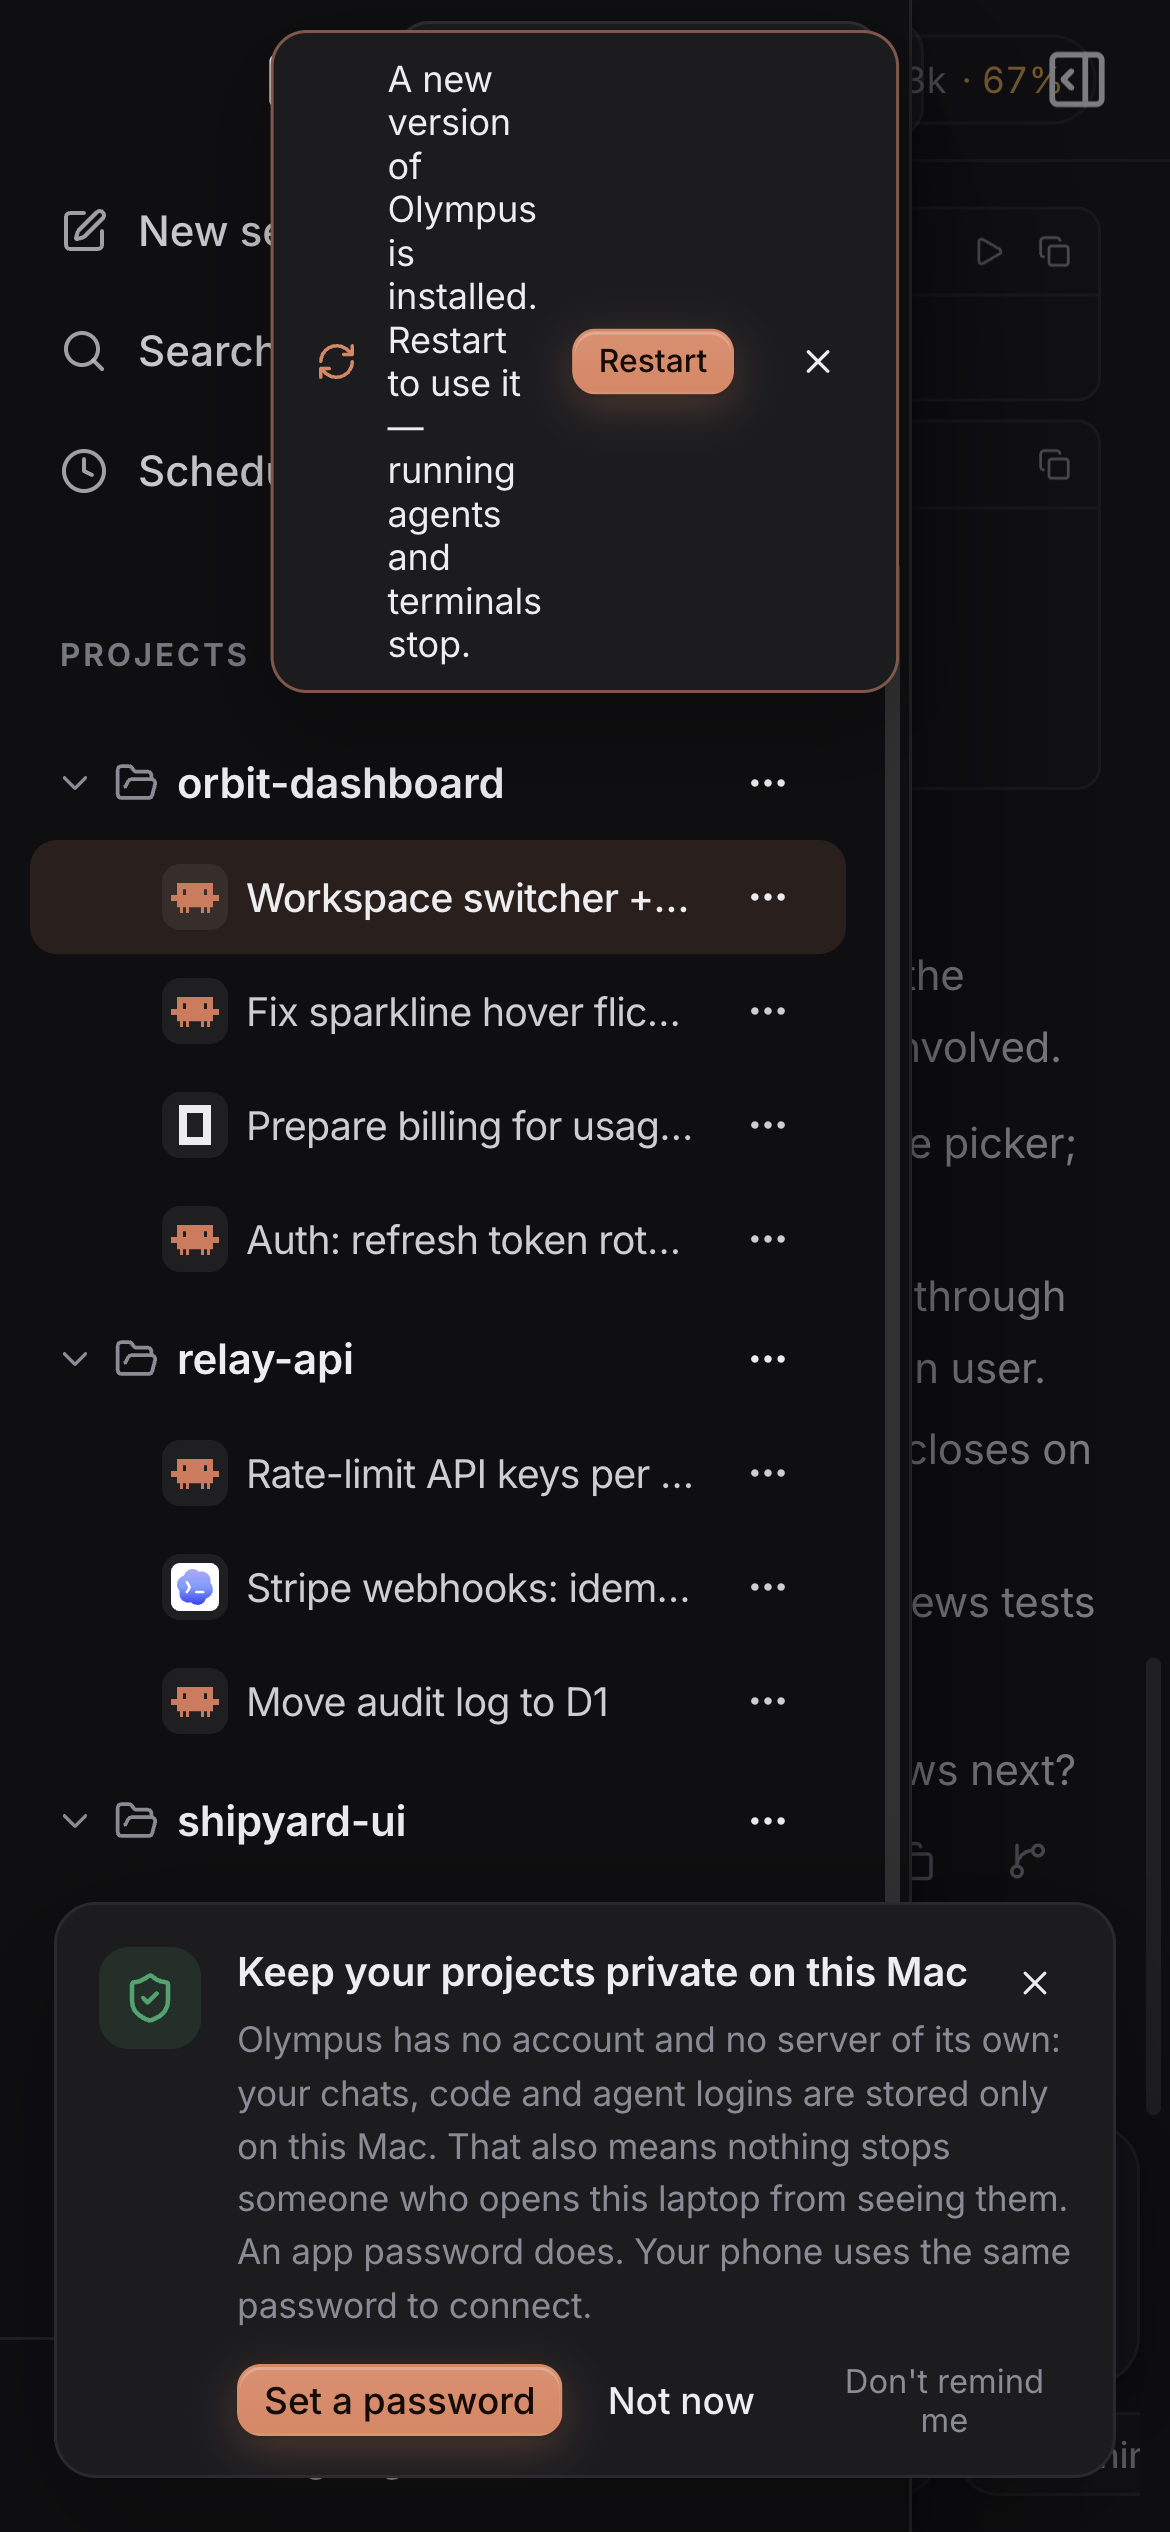 A new
version
of
Olympus
is
installed.
Restart
to use it
—
running
agents
and
terminals
stop.
Restart
67%
New
Search
PROJECTS
orbit-dashboard
Workspace switcher +...
Fix sparkline hover flic...
Prepare billing for usag...
Auth: refresh token rot...
relay-api
Rate-limit API keys per ...
Stripe webhooks: idem...
Move audit log to D1
shipyard-ui
the
picker;
through
user.
closes on
tests
next?
Keep your projects private on this Mac
Olympus has no account and no server of its own:
your chats, code and agent logins are stored only
on this Mac. That also means nothing stops
someone who opens this laptop from seeing them.
An app password does. Your phone uses the same
password to connect.
Set a password
Not now
Don't remind
me